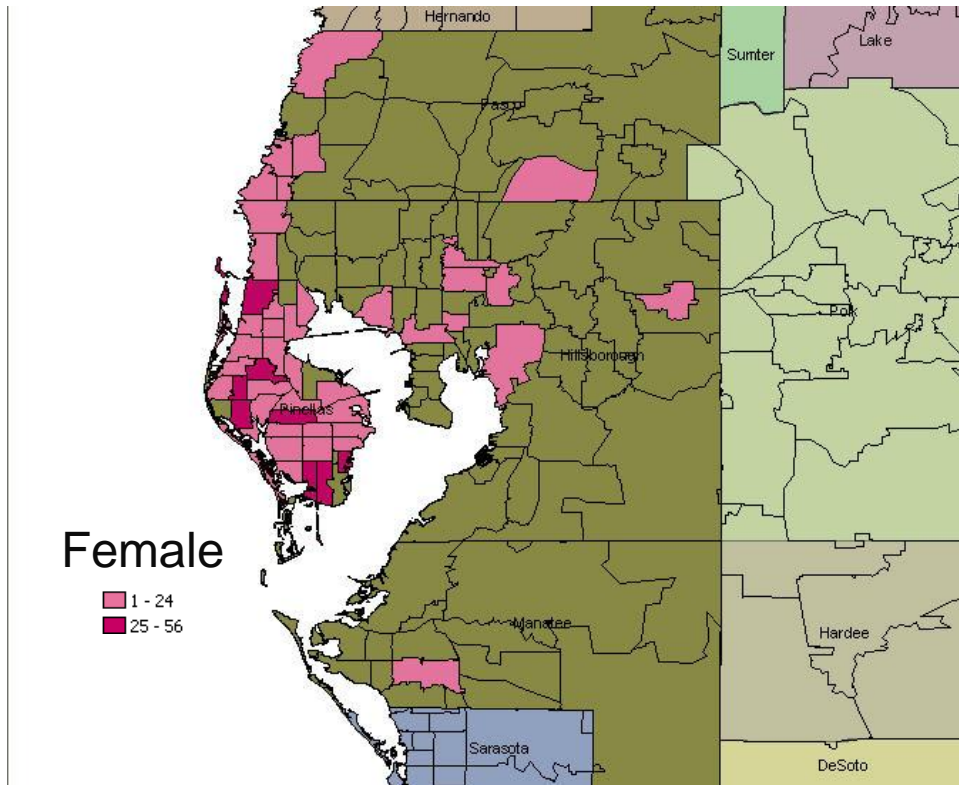 Hernando
Lake
Sumter
Pasco
Polk
Hillsborough
Pinellas
Female
1 - 24
25 - 56
Manatee
Hardee
Sarasota
DeSoto